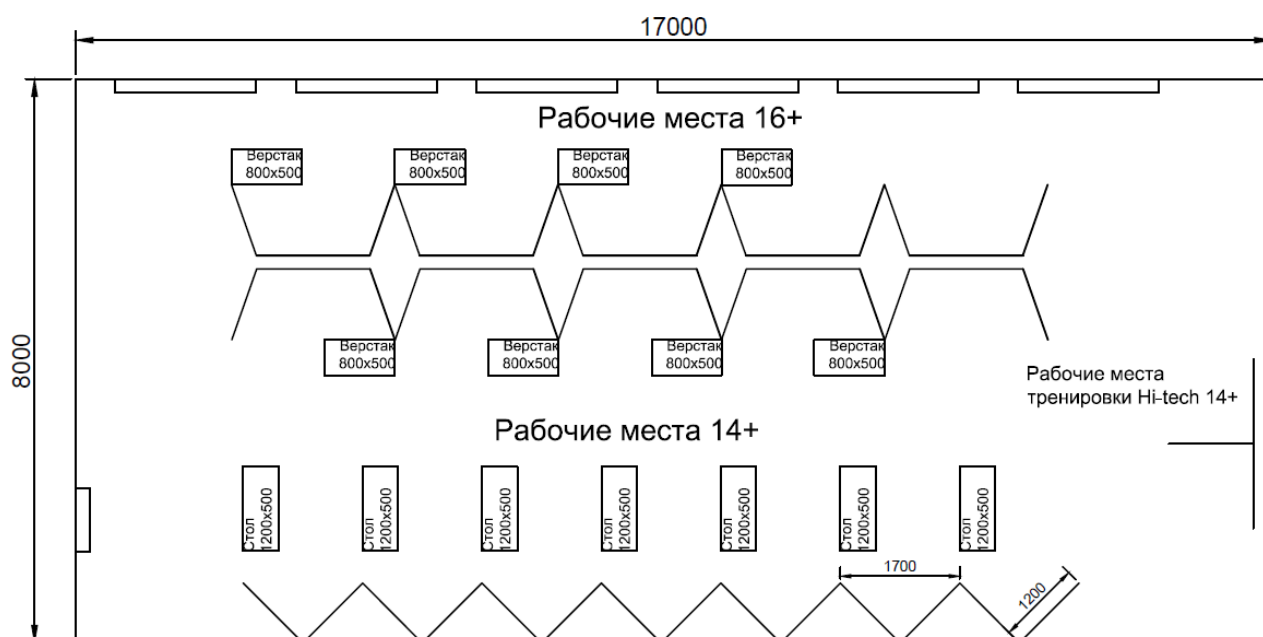 17000
8000
Рабочие места 16+
Верстак
800x500
Верстак
800x500
Верстак
800x500
Верстак
800x500
Верстак
800x500
Верстак
800x500
Верстак
800x500
Верстак
800x500
Рабочие места
тренировки Hi-tech 14+
Рабочие места 14+
Стол
1200x500
Стол
1200x500
Стол
1200x500
Стол
1200x500
Стол
1200x500
Стол
1200x500
Стол
1200x500
1700
1200